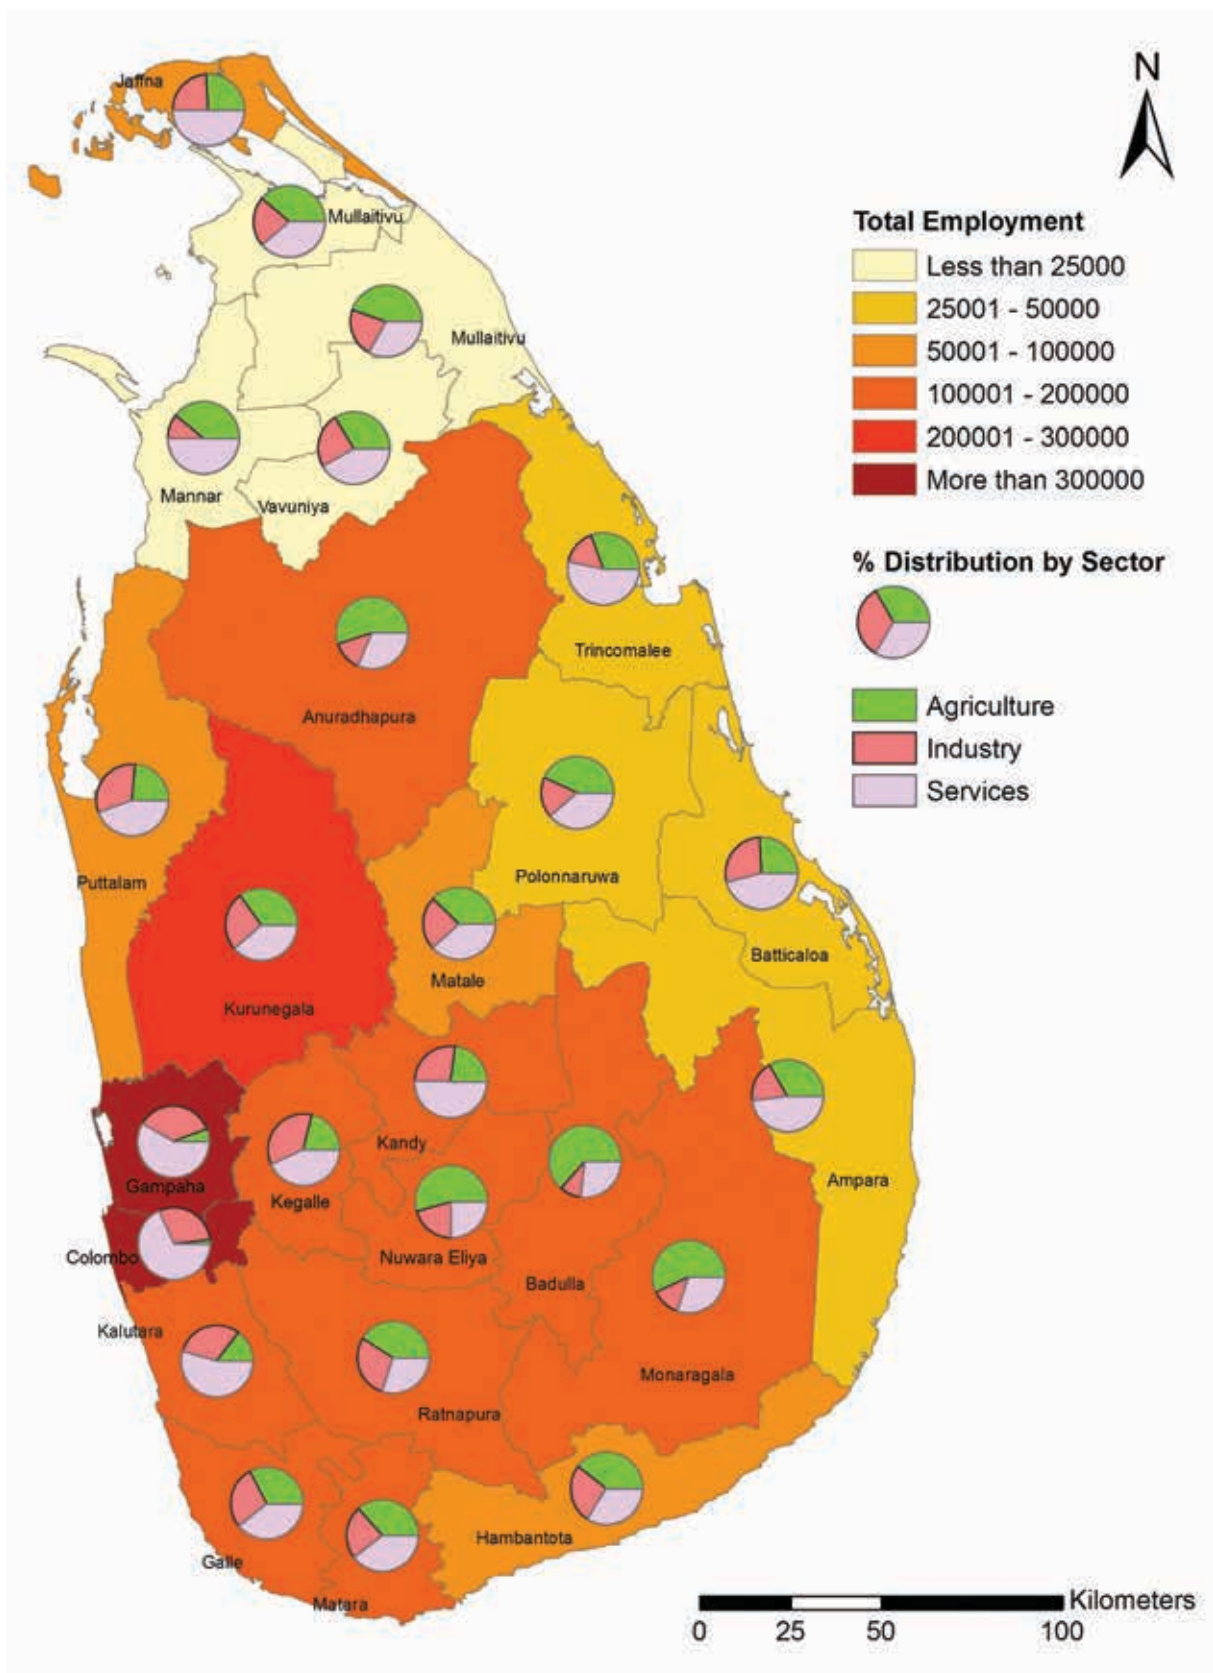 N
Jaffna
Mullaitivu
Mullaitivu
Mannar
Vavuniya
Trincomalee
Anuradhapura
Puttalam
Polonnaruwa
Batticaloa
Matale
Kurunegala
Kandy
Gampaha
Kegalle
Ampara
Colombo
Nuwara Eliya
Badulla
Kalutara
Monaragala
Ratnapura
Hambantota
Galle
Matara
Total Employment
Less than 25000
25001 - 50000
50001 - 100000
100001 - 200000
200001 - 300000
More than 300000
% Distribution by Sector
Agriculture
Industry
Services
Kilometers
0 25 50 100